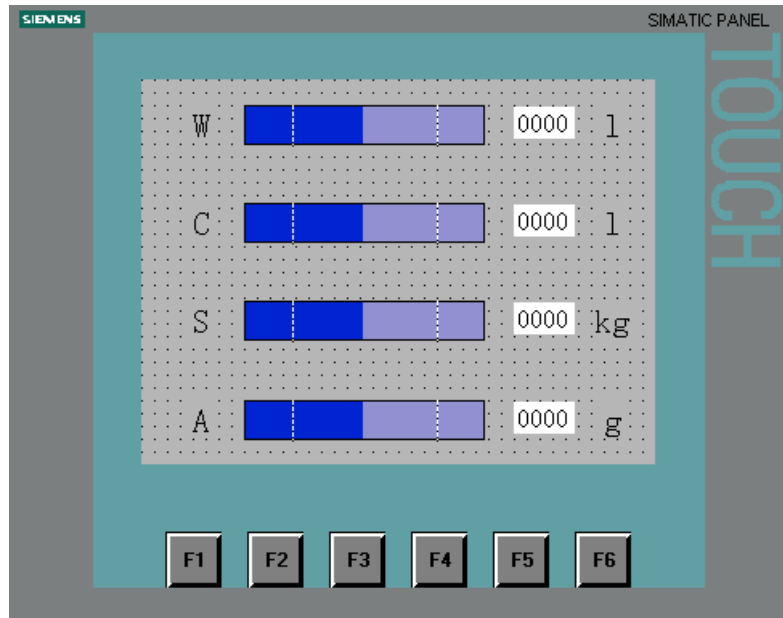 SIEMENS SIMATIC PANEL
TOUCH
W 0000 l
C 0000 l
S 0000 kg
A 0000 g
F1 F2 F3 F4 F5 F6